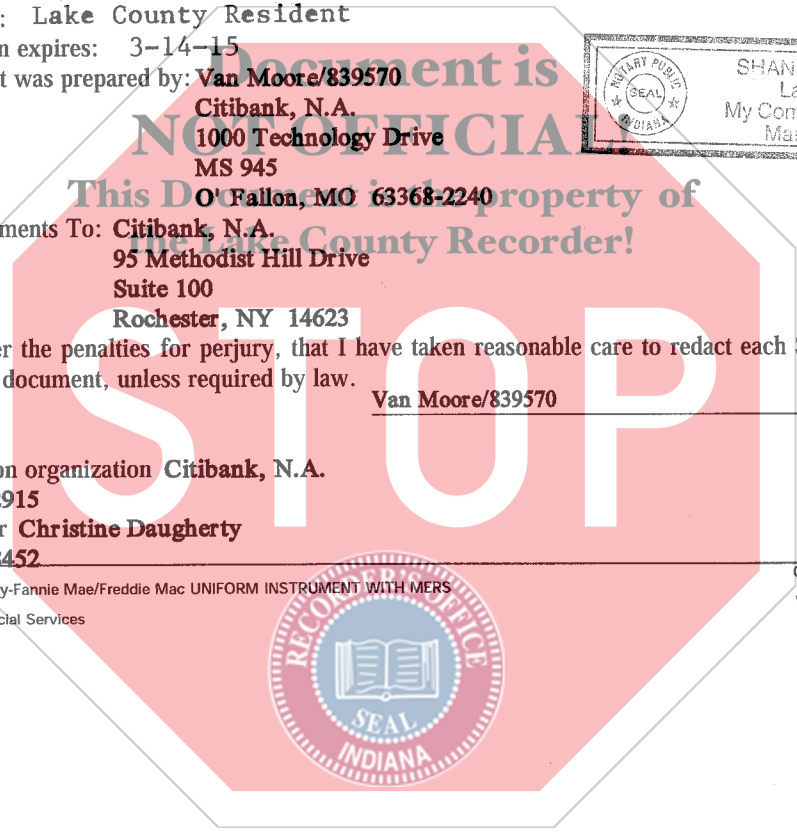 : Lake County Resident
n expires: 3-14-15
t was prepared by: Van Moore/839570
Citibank, N.A.
1000 Technology Drive
MS 945
O' Fallon, MO 63368-2240
ments To: Citibank, N.A.
95 Methodist Hill Drive
Suite 100
Rochester, NY 14623
er the penalties for perjury, that I have taken reasonable care to redact each S
document, unless required by law.
Van Moore/839570
on organization Citibank, N.A.
2915
r Christine Daugherty
3452
y-Fannie Mae/Freddie Mac UNIFORM INSTRUMENT WITH MERS
cial Services
NOTARY PUBLIC
SEAL
INDIANA
SHAN
La
My Com
Ma
Document is
NOT OFFICIAL!
This Document is the property of
the Lake County Recorder!
STOP
RECORDER'S OFFICE
SEAL
INDIANA